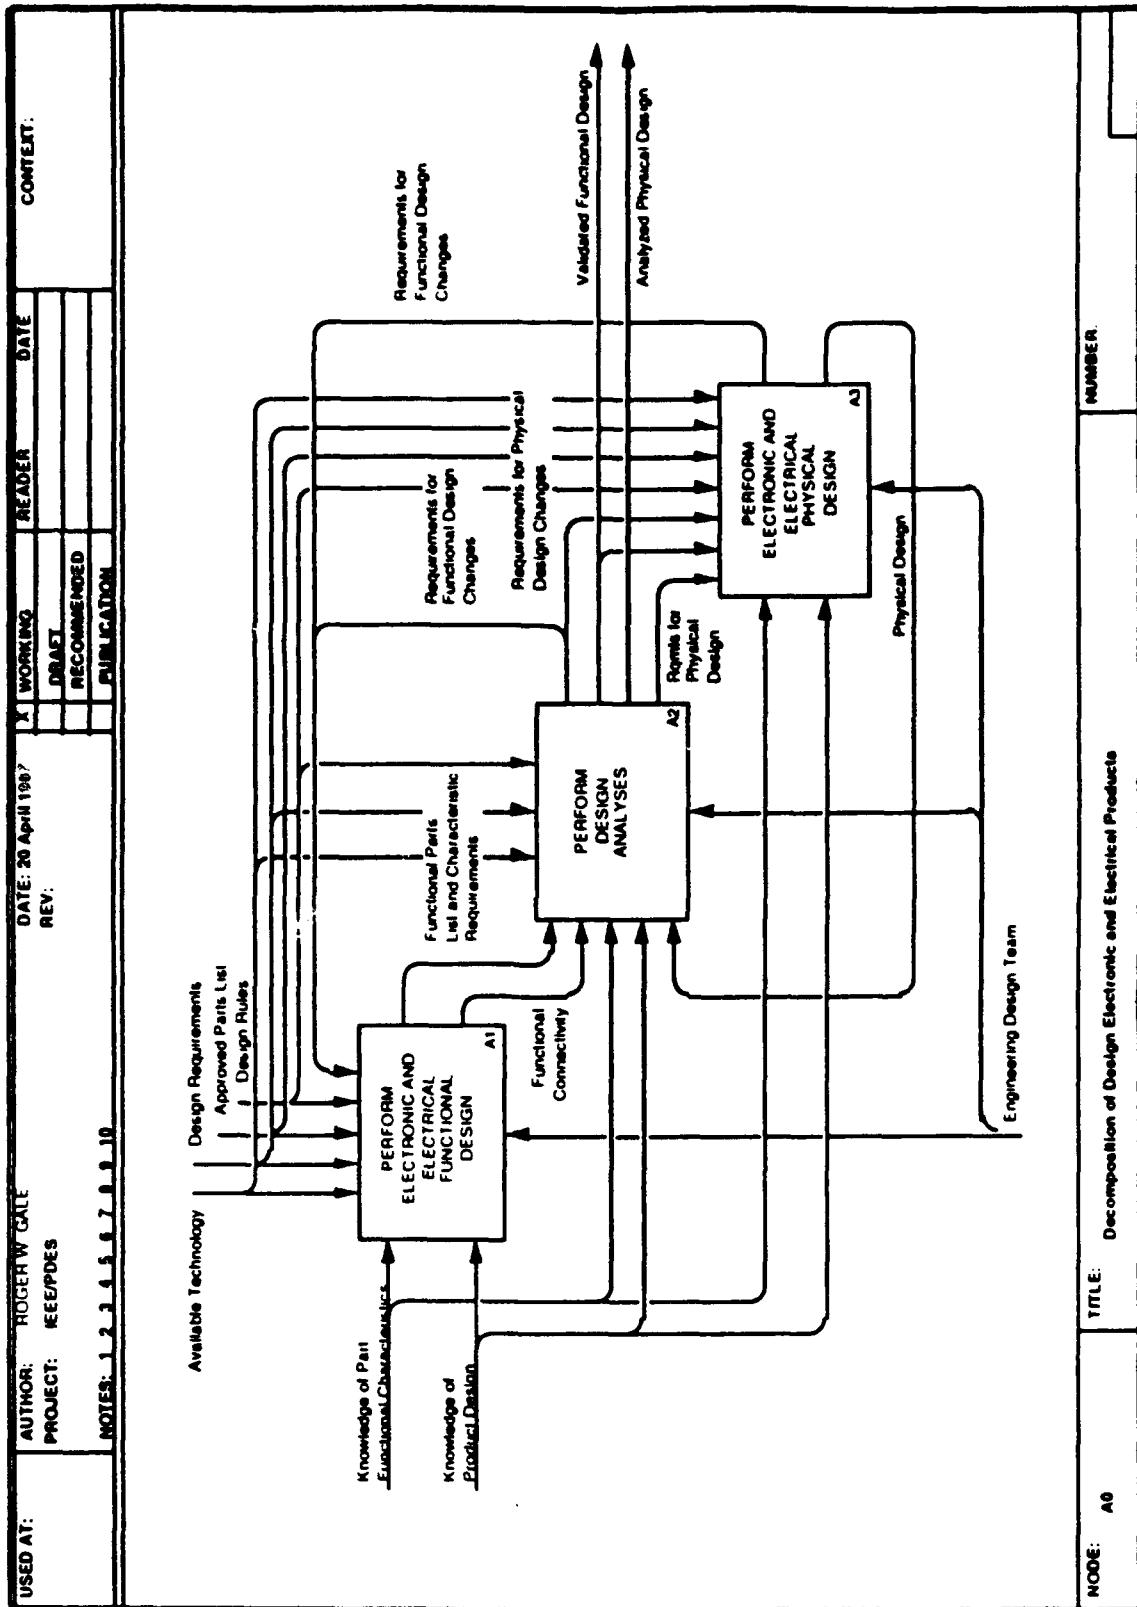 USED AT:
AUTHOR: ROGER W GALE
PROJECT: IEEE/PDES
NOTES: 1 2 3 4 5 6 7 8 9 10
DATE: 20 April 1987
REV:
X WORKING
DRAFT
RECOMMENDED
PUBLICATION
READER DATE
CONTEXT:
Available Technology
Design Requirements
Approved Parts List
Design Rules
Requirements for
Functional Design
Changes
Knowledge of Part
Functional Characteristics
Knowledge of
Product Design
PERFORM
ELECTRONIC AND
ELECTRICAL
FUNCTIONAL
DESIGN
A1
Functional Parts
List and Characteristic
Requirements
Functional
Connectivity
PERFORM
DESIGN
ANALYSES
A2
Requirements for
Functional Design
Changes
Requirements for Physical
Design Changes
Rqmts for
Physical
Design
Validated Functional Design
Analyzed Physical Design
PERFORM
ELECTRONIC AND
ELECTRICAL
PHYSICAL
DESIGN
A3
Physical Design
Engineering Design Team
NODE: A0
TITLE: Decomposition of Design Electronic and Electrical Products
NUMBER: